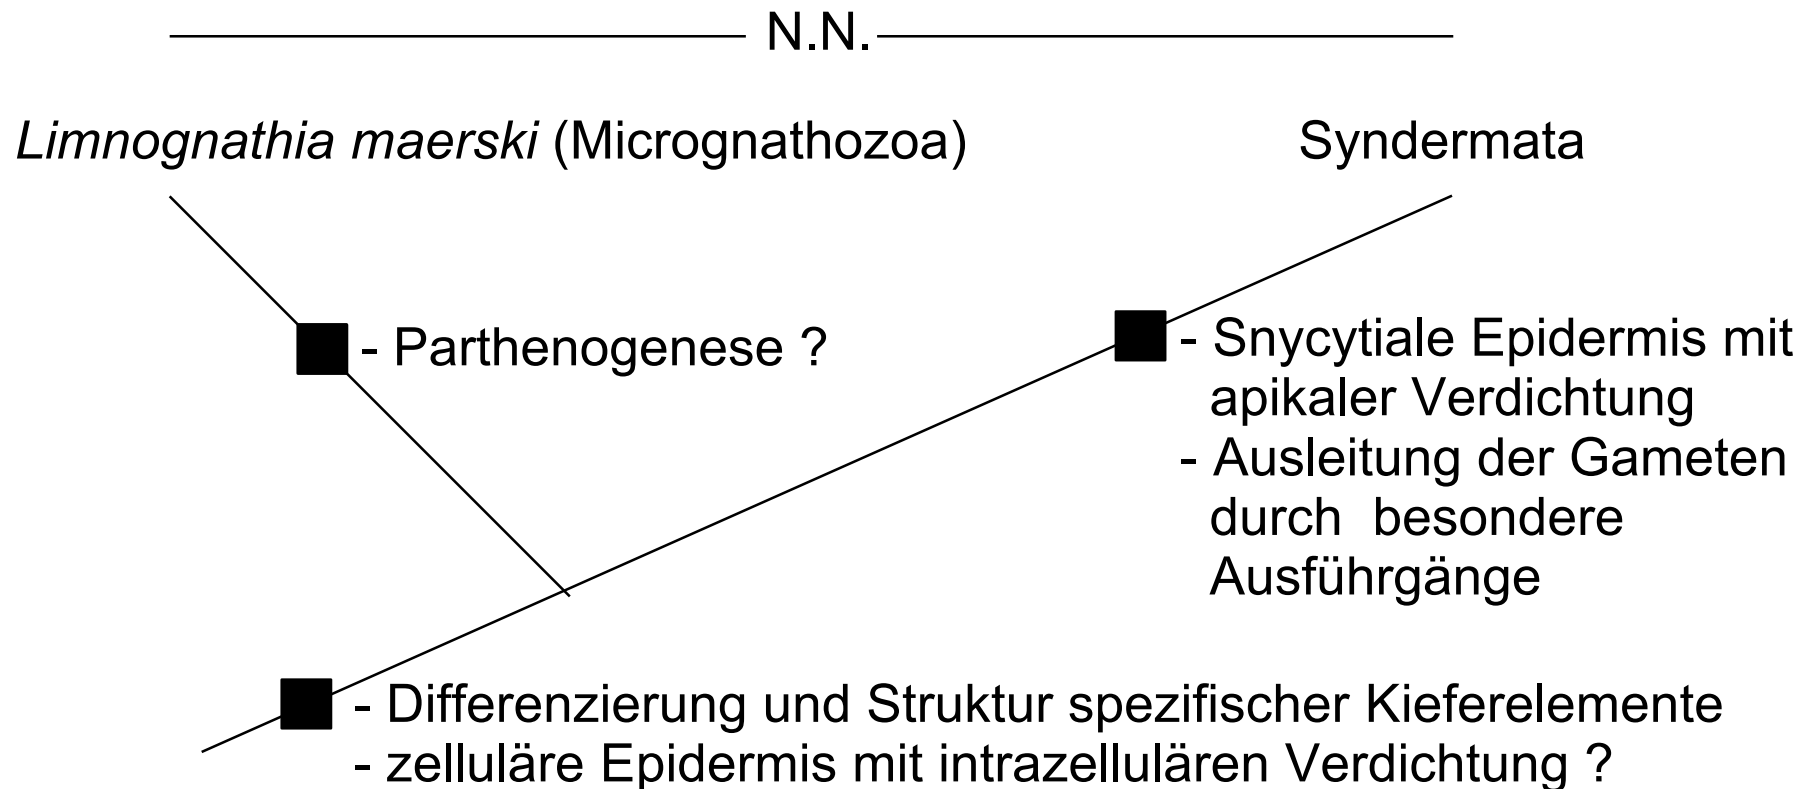 N.N.
Limnognathia maerski (Micrognathozoa)
Syndermata
- Parthenogenese ?
- Snycytiale Epidermis mit
apikaler Verdichtung
- Ausleitung der Gameten
durch besondere
Ausführgänge
- Differenzierung und Struktur spezifischer Kieferelemente
- zelluläre Epidermis mit intrazellulären Verdichtung ?